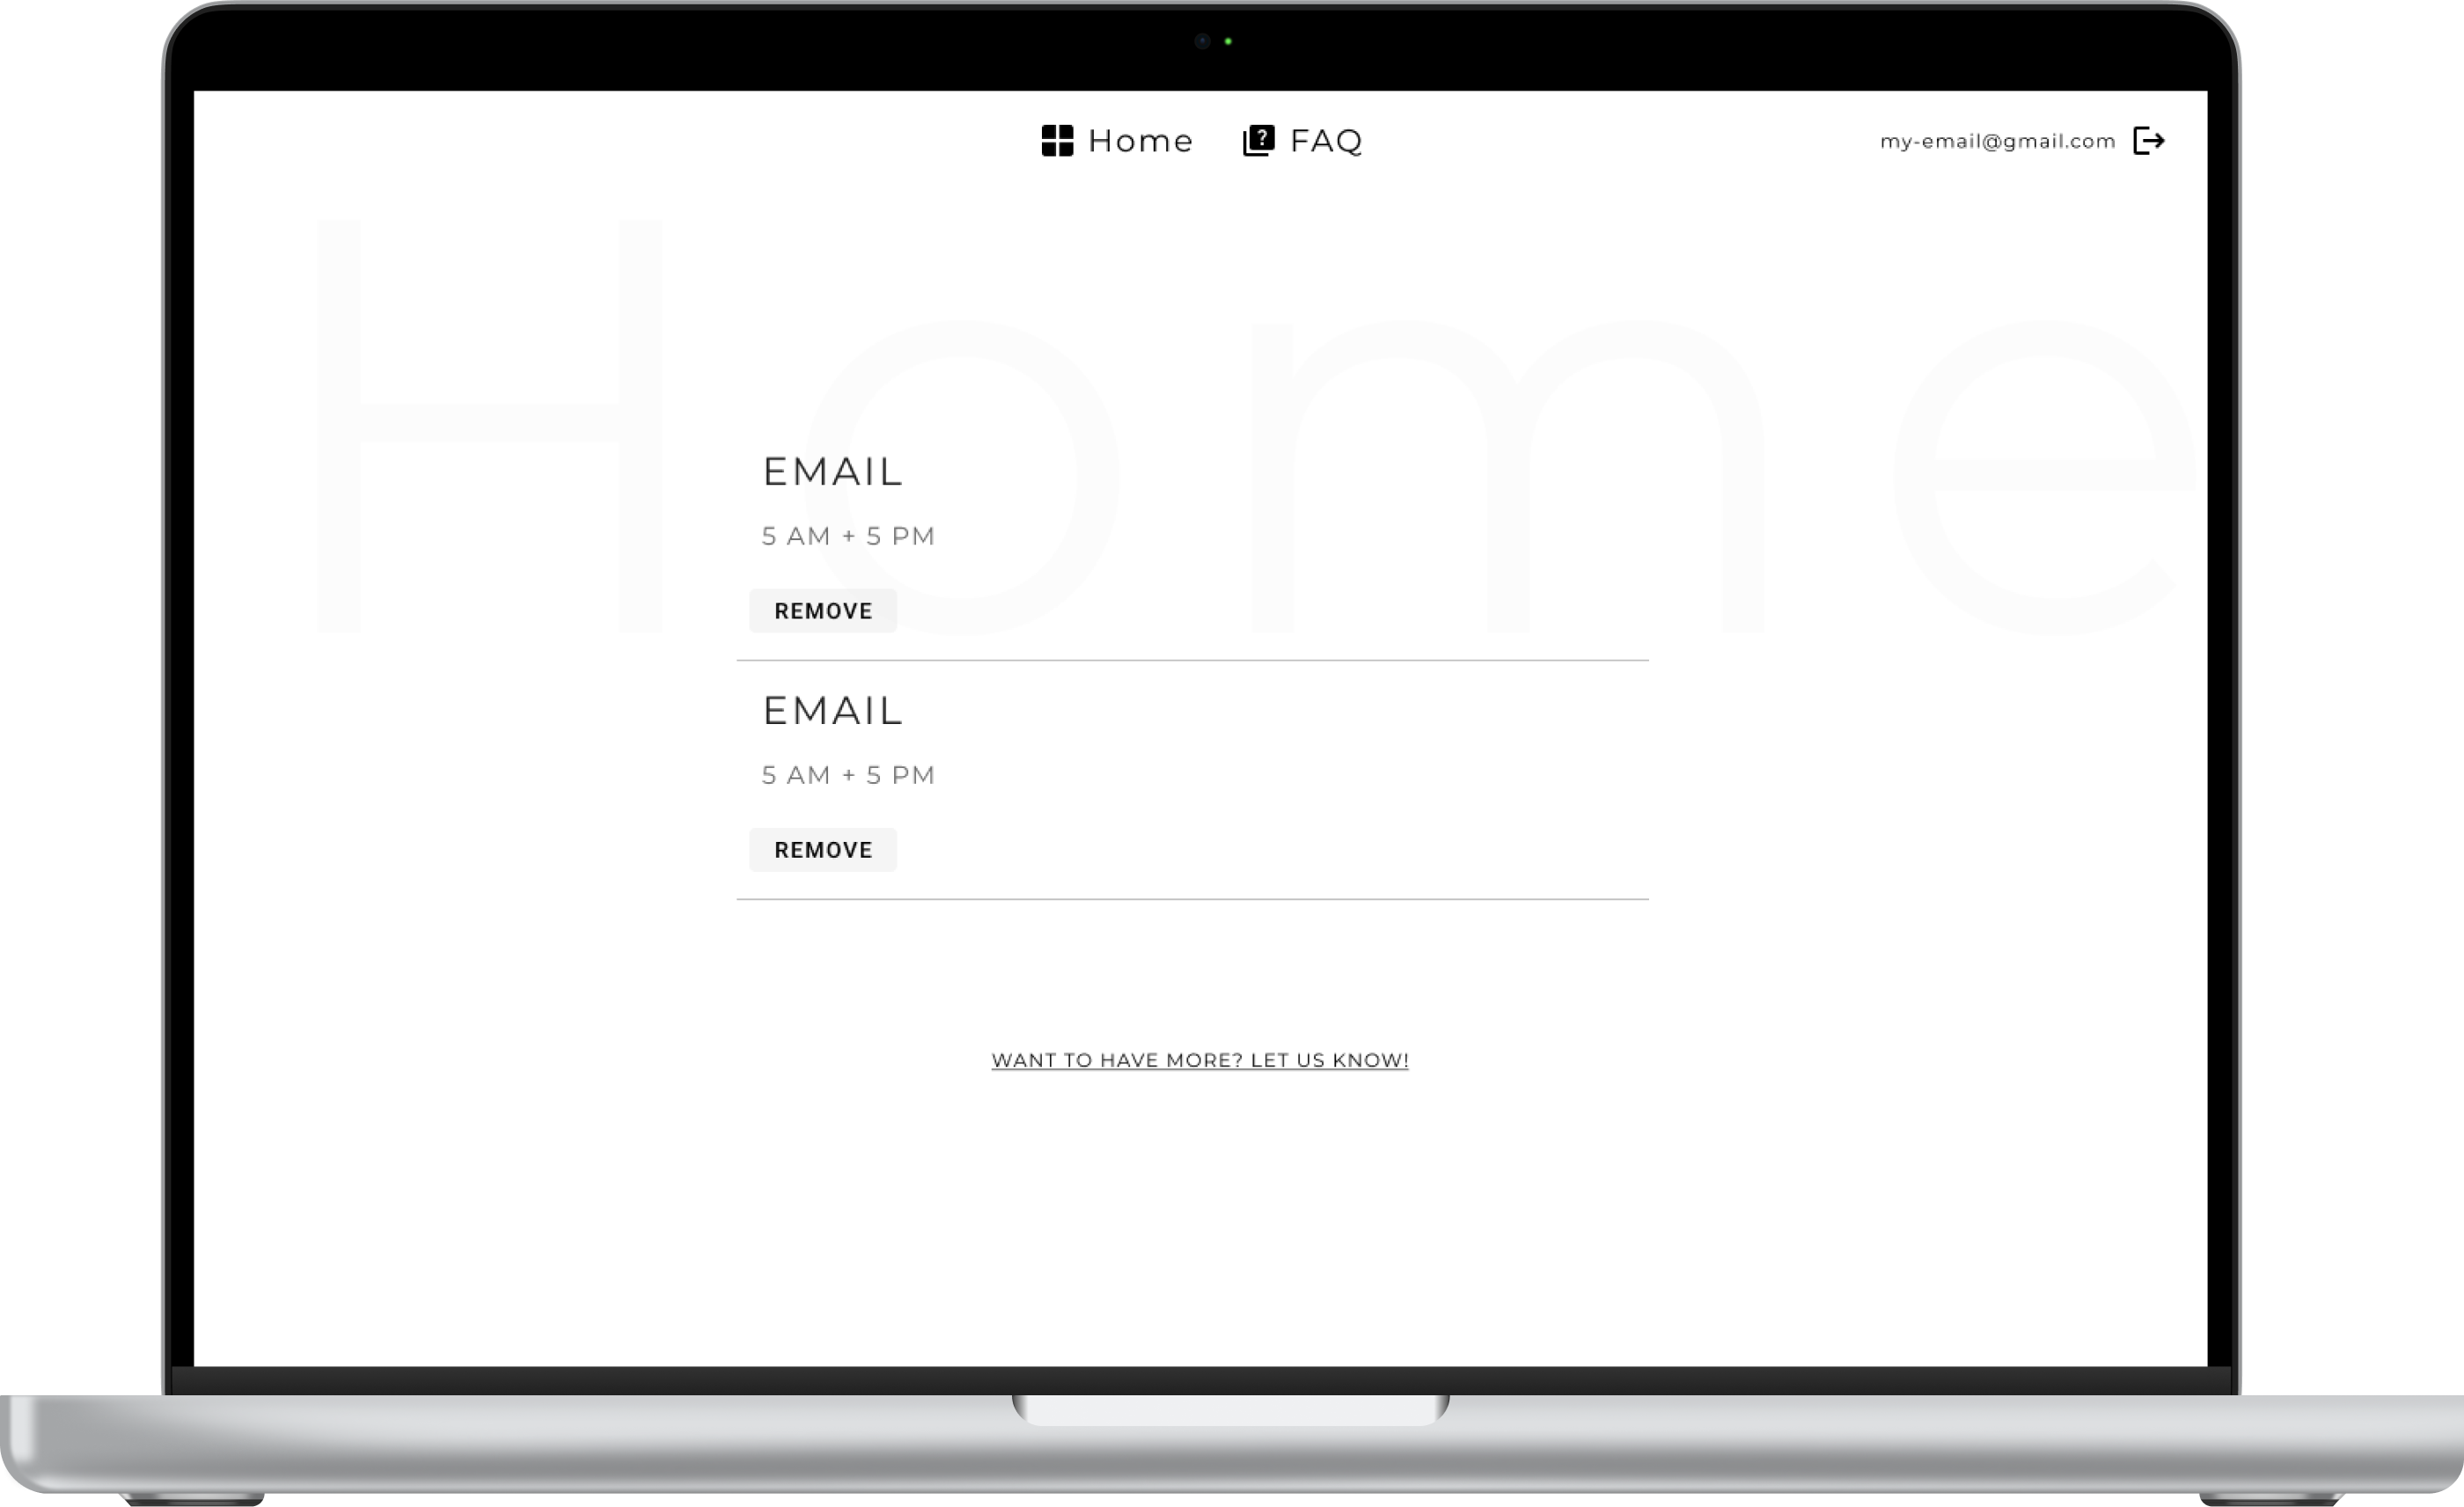 Home FAQ my-email@gmail.com
Home
EMAIL
5 AM + 5 PM
REMOVE
EMAIL
5 AM + 5 PM
REMOVE
WANT TO HAVE MORE? LET US KNOW!